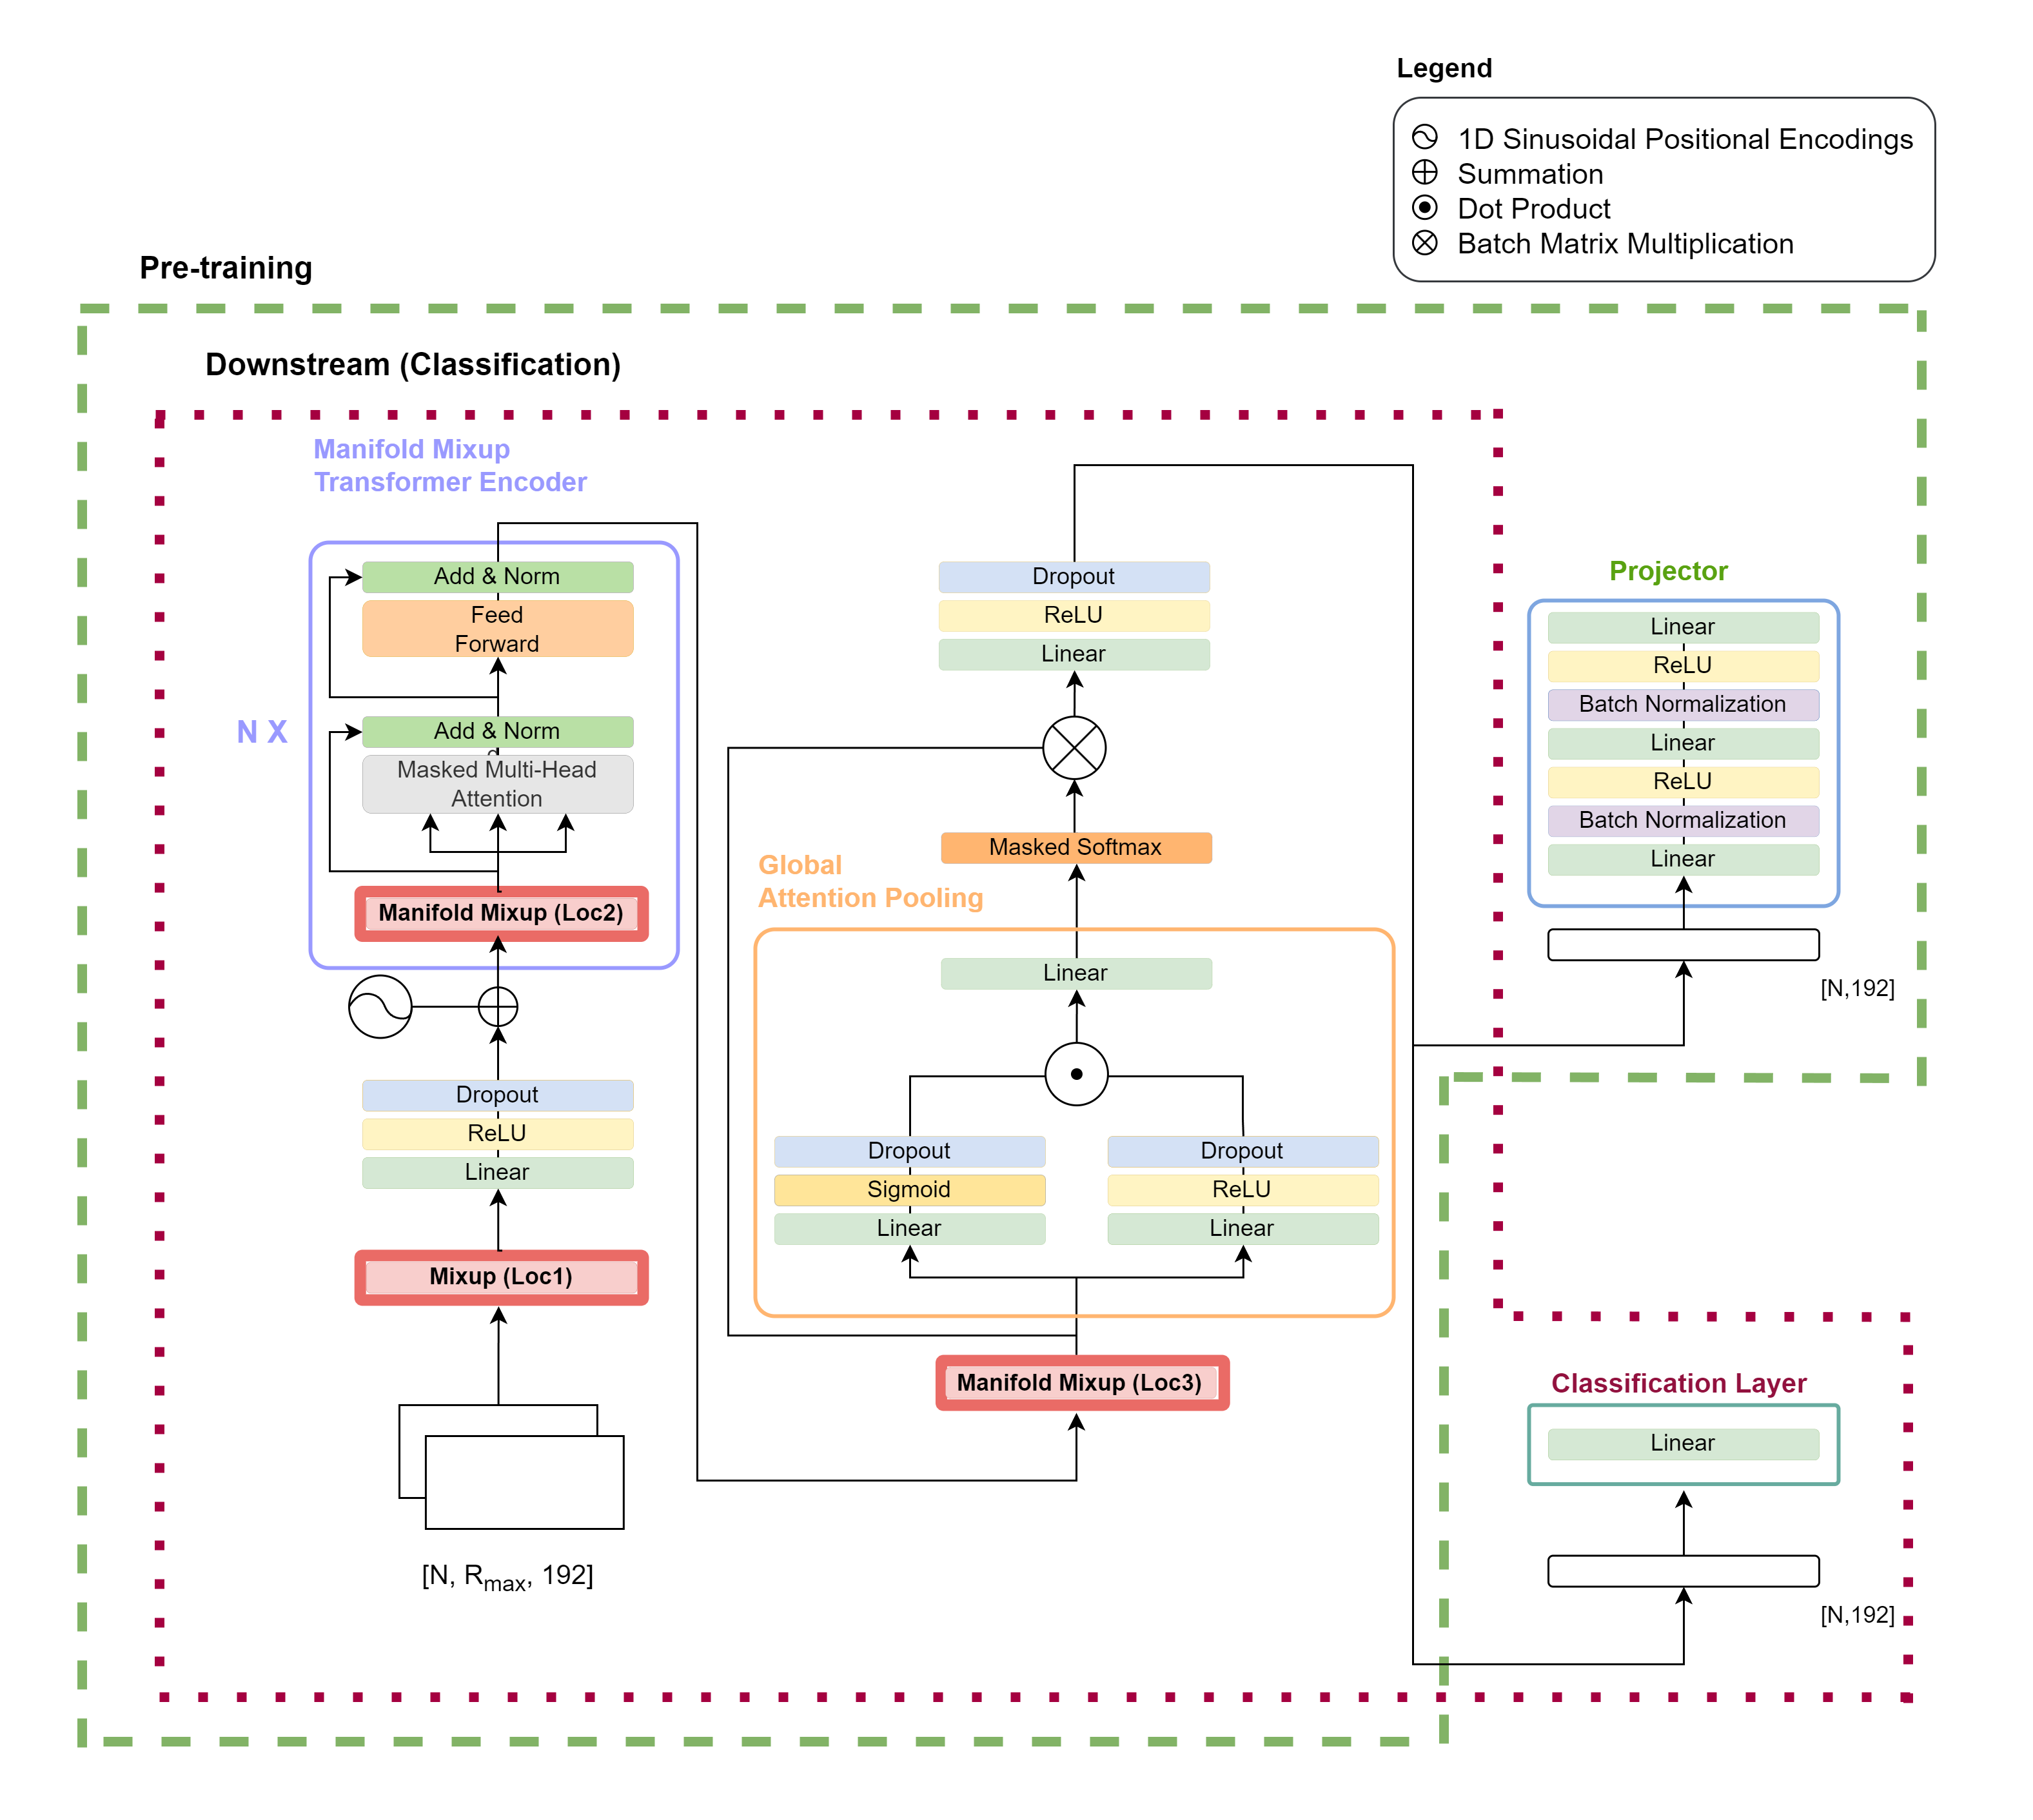 Legend
1D Sinusoidal Positional Encodings
Summation
Dot Product
Batch Matrix Multiplication
Pre-training
Downstream (Classification)
Manifold Mixup
Transformer Encoder
N X
Add & Norm
Feed
Forward
Add & Norm
Masked Multi-Head
Attention
Manifold Mixup (Loc2)
Dropout
ReLU
Linear
Mixup (Loc1)
[N, Rmax, 192]
Dropout
ReLU
Linear
Masked Softmax
Global
Attention Pooling
Linear
Dropout
Sigmoid
Linear
Dropout
ReLU
Linear
Manifold Mixup (Loc3)
Projector
Linear
ReLU
Batch Normalization
Linear
ReLU
Batch Normalization
Linear
[N,192]
Classification Layer
Linear
[N,192]